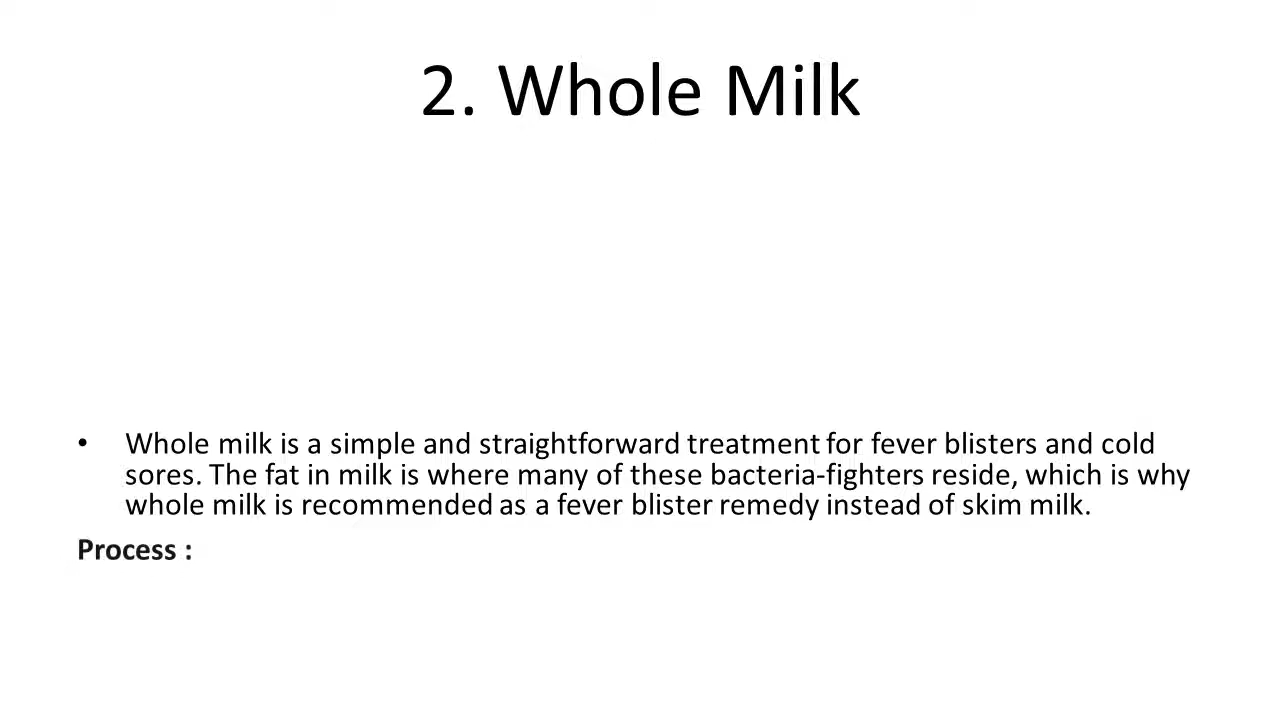 2. Whole Milk
• Whole milk is a simple and straightforward treatment for fever blisters and cold
sores. The fat in milk is where many of these bacteria-fighters reside, which is why
whole milk is recommended as a fever blister remedy instead of skim milk.
Process :